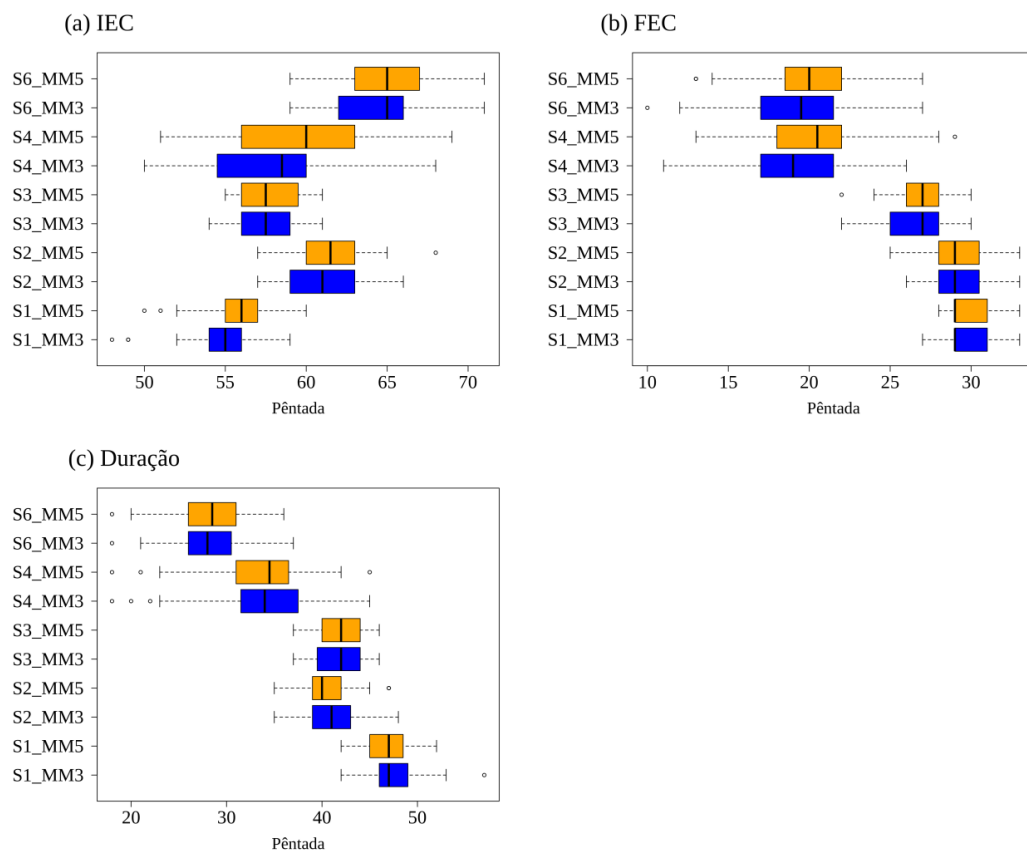 (a) IEC
S6_MM5
S6_MM3
S4_MM5
S4_MM3
S3_MM5
S3_MM3
S2_MM5
S2_MM3
S1_MM5
S1_MM3
50 55 60 65 70
Pêntada
(b) FEC
S6_MM5
S6_MM3
S4_MM5
S4_MM3
S3_MM5
S3_MM3
S2_MM5
S2_MM3
S1_MM5
S1_MM3
10 15 20 25 30
Pêntada
(c) Duração
S6_MM5
S6_MM3
S4_MM5
S4_MM3
S3_MM5
S3_MM3
S2_MM5
S2_MM3
S1_MM5
S1_MM3
20 30 40 50
Pêntada